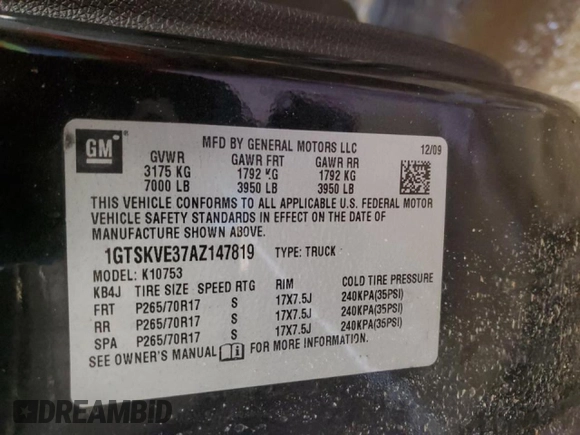 GM
MFD BY GENERAL MOTORS LLC
12/09
GVWR GAWR FRT GAWR RR
3175 KG 1792 KG 1792 KG
7000 LB 3950 LB 3950 LB
THIS VEHICLE CONFORMS TO ALL APPLICABLE U.S. FEDERAL MOTOR
VEHICLE SAFETY STANDARDS IN EFFECT ON THE DATE OF
MANUFACTURE SHOWN ABOVE.
1GTSKVE37AZ147819 TYPE: TRUCK
MODEL: K10753
KB4J TIRE SIZE SPEED RTG RIM COLD TIRE PRESSURE
FRT P265/70R17 S 17X7.5J 240KPA(35PSI)
RR P265/70R17 S 17X7.5J 240KPA(35PSI)
SPA P265/70R17 S 17X7.5J 240KPA(35PSI)
SEE OWNER'S MANUAL FOR MORE INFORMATION.
DREAMBID